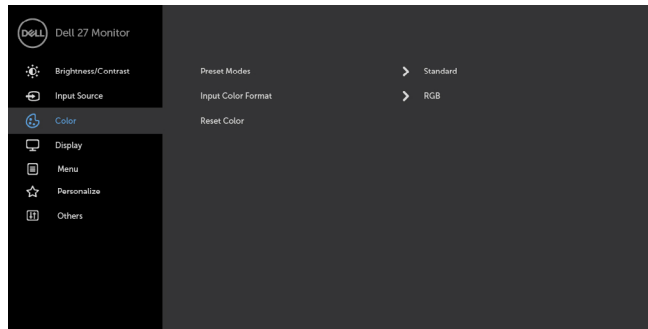 DELL Dell 27 Monitor
Brightness/Contrast Preset Modes Standard
Input Source Input Color Format RGB
Color Reset Color
Display
Menu
Personalize
Others